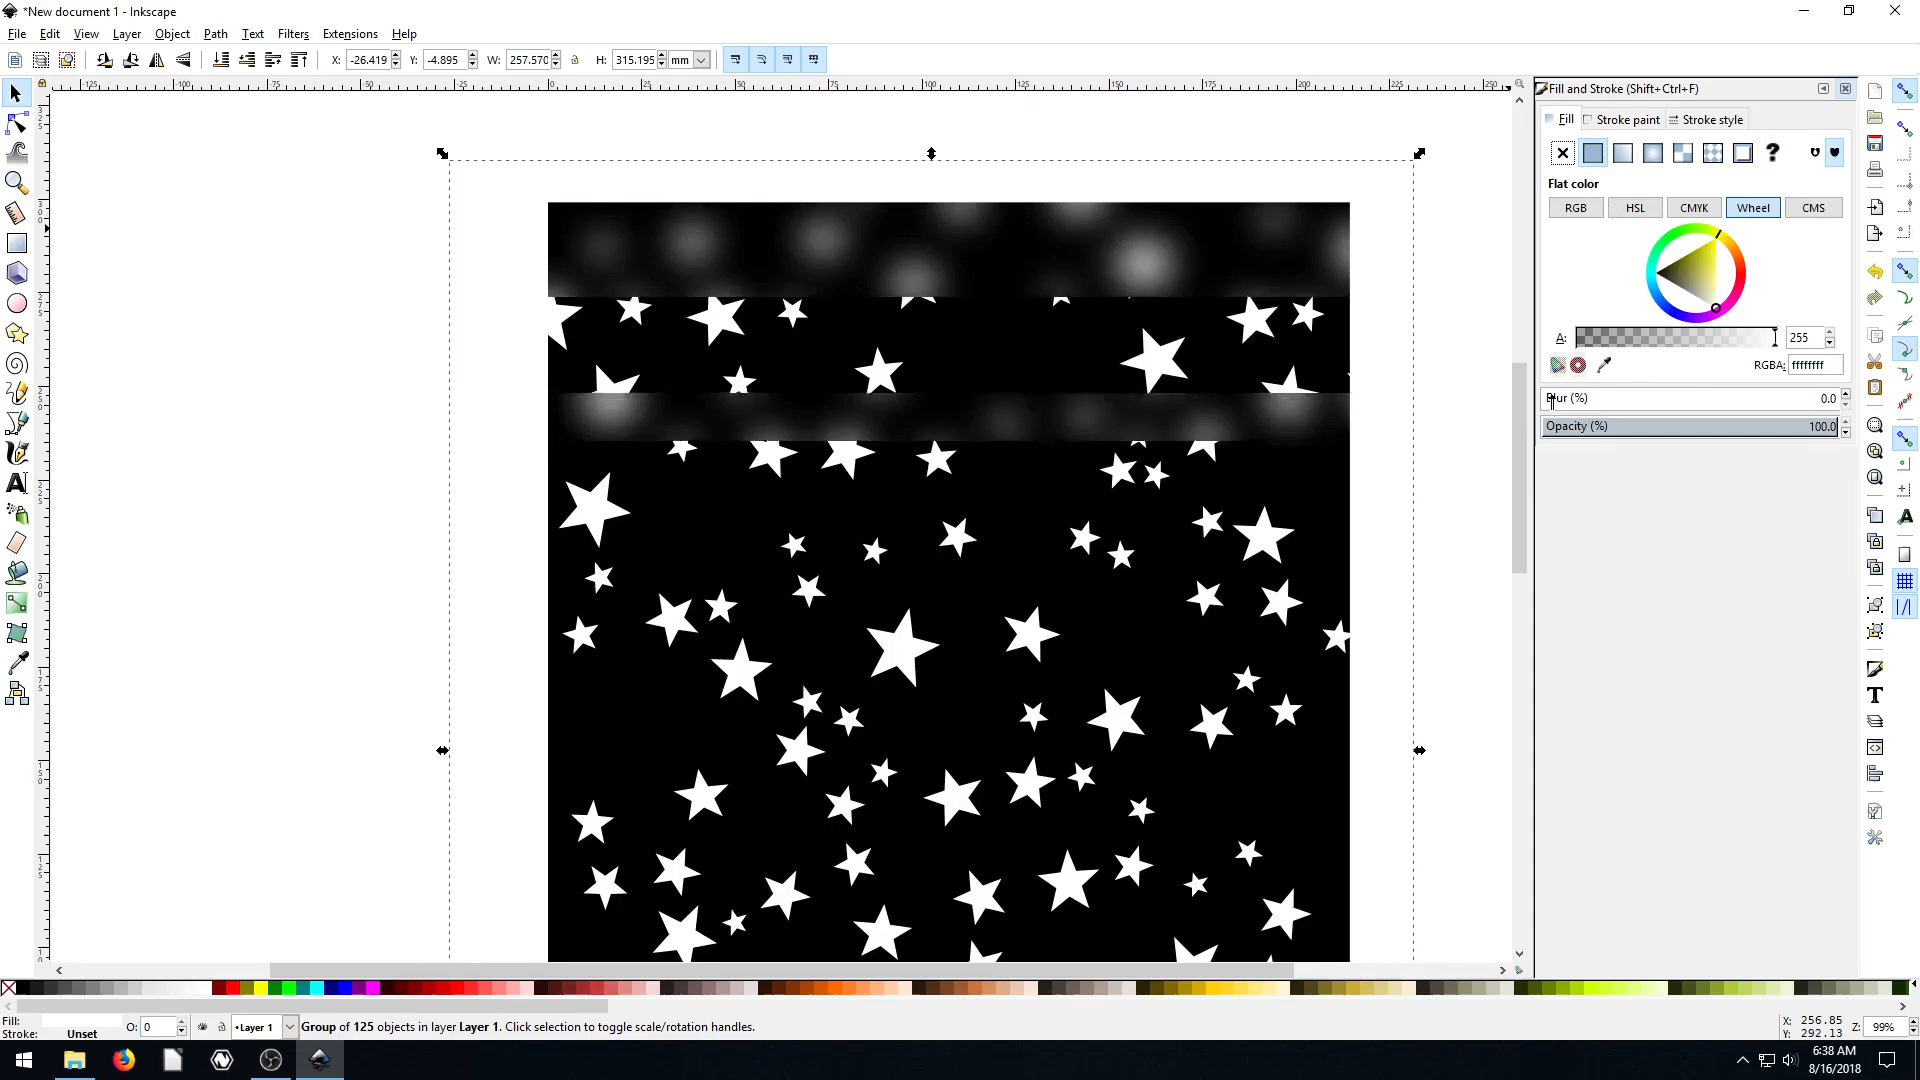 *New document 1 - Inkscape
File Edit View Layer Object Path Text Filters Extensions Help
X: -26.419 Y: -4.895 W: 257.570 H: 315.195 mm
Fill and Stroke (Shift+Ctrl+F)
Fill Stroke paint Stroke style
Flat color
RGB HSL CMYK Wheel CMS
A: 255
RGBA: ffffffff
Blur (%) 0.0
Opacity (%) 100.0
Fill:
Stroke: Unset
O: 0
•Layer 1
Group of 125 objects in layer Layer 1. Click selection to toggle scale/rotation handles.
X: 256.85
Y: 292.13
Z: 99%
6:38 AM
8/16/2018